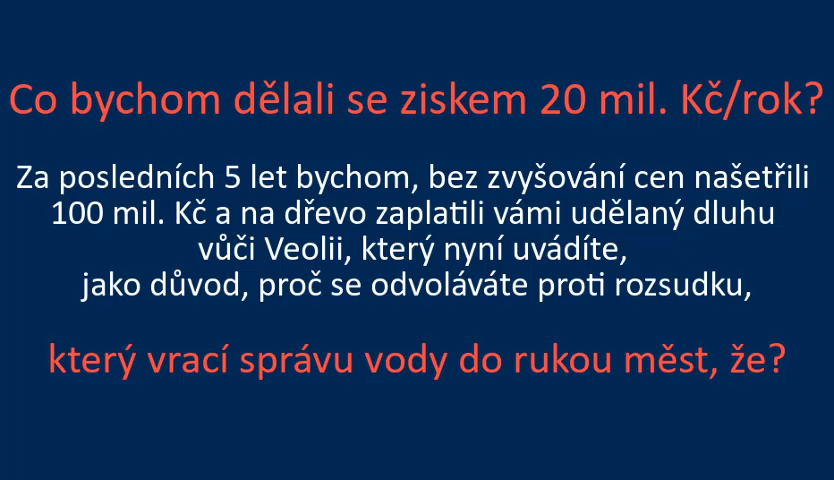 Co bychom dělali se ziskem 20 mil. Kč/rok?
Za posledních 5 let bychom, bez zvyšování cen našetřili
100 mil. Kč a na dřevo zaplatili vámi udělaný dluhu
vůči Veolii, který nyní uvádíte,
jako důvod, proč se odvoláváte proti rozsudku,
který vrací správu vody do rukou měst, že?